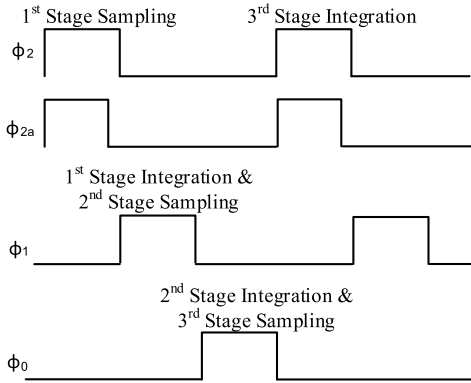 1st Stage Sampling
3rd Stage Integration
ϕ2
ϕ2a
1st Stage Integration &
2nd Stage Sampling
ϕ1
2nd Stage Integration &
3rd Stage Sampling
ϕ0